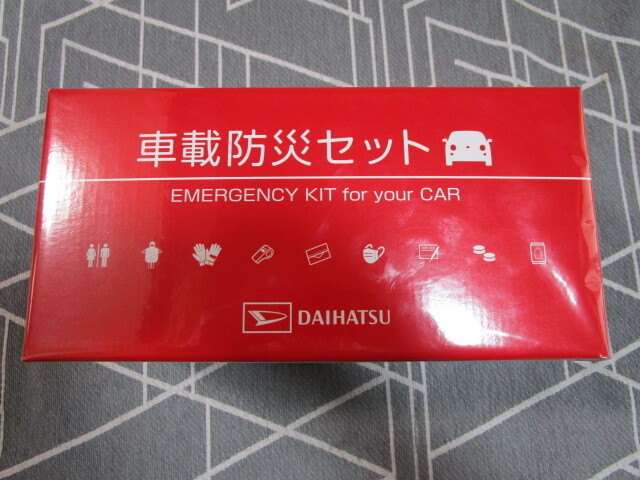 車載防災セット
EMERGENCY KIT for your CAR
DAIHATSU